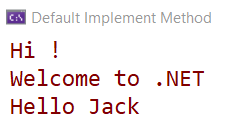 C:\
Default Implement Method
Hi !
Welcome to .NET
Hello Jack